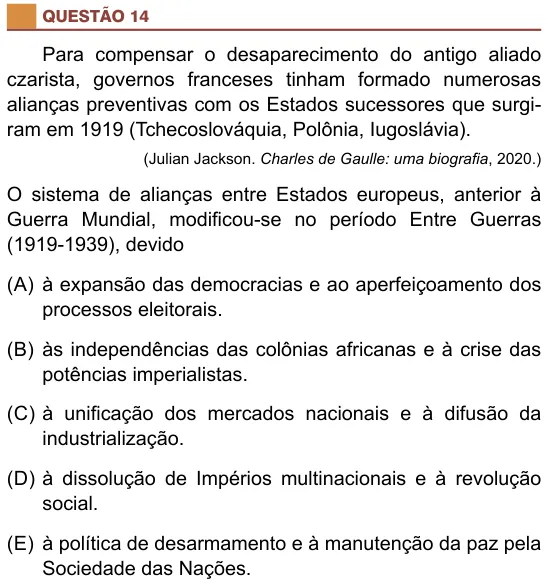 QUESTÃO 14
Para compensar o desaparecimento do antigo aliado
czarista, governos franceses tinham formado numerosas
alianças preventivas com os Estados sucessores que surgi-
ram em 1919 (Tchecoslováquia, Polônia, Iugoslávia).
(Julian Jackson. Charles de Gaulle: uma biografia, 2020.)
O sistema de alianças entre Estados europeus, anterior à
Guerra Mundial, modificou-se no período Entre Guerras
(1919-1939), devido
(A) à expansão das democracias e ao aperfeiçoamento dos
processos eleitorais.
(B) às independências das colônias africanas e à crise das
potências imperialistas.
(C) à unificação dos mercados nacionais e à difusão da
industrialização.
(D) à dissolução de Impérios multinacionais e à revolução
social.
(E) à política de desarmamento e à manutenção da paz pela
Sociedade das Nações.